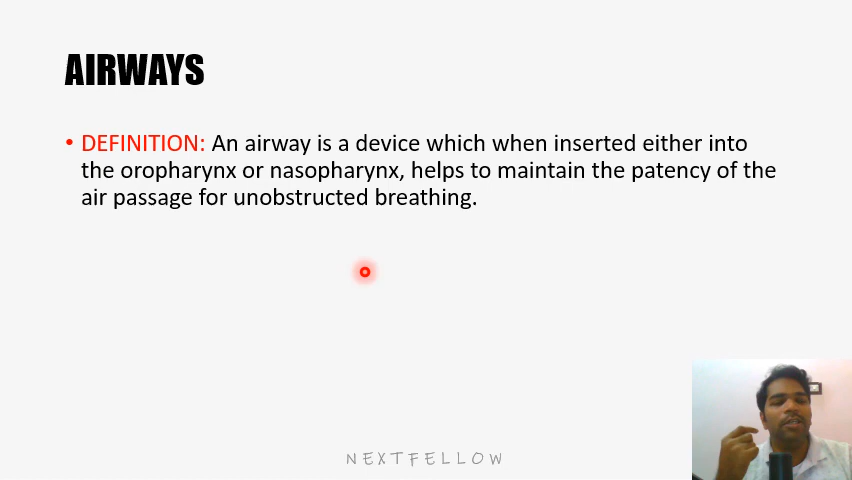 AIRWAYS
• DEFINITION: An airway is a device which when inserted either into
the oropharynx or nasopharynx, helps to maintain the patency of the
air passage for unobstructed breathing.
NEXTFELLOW